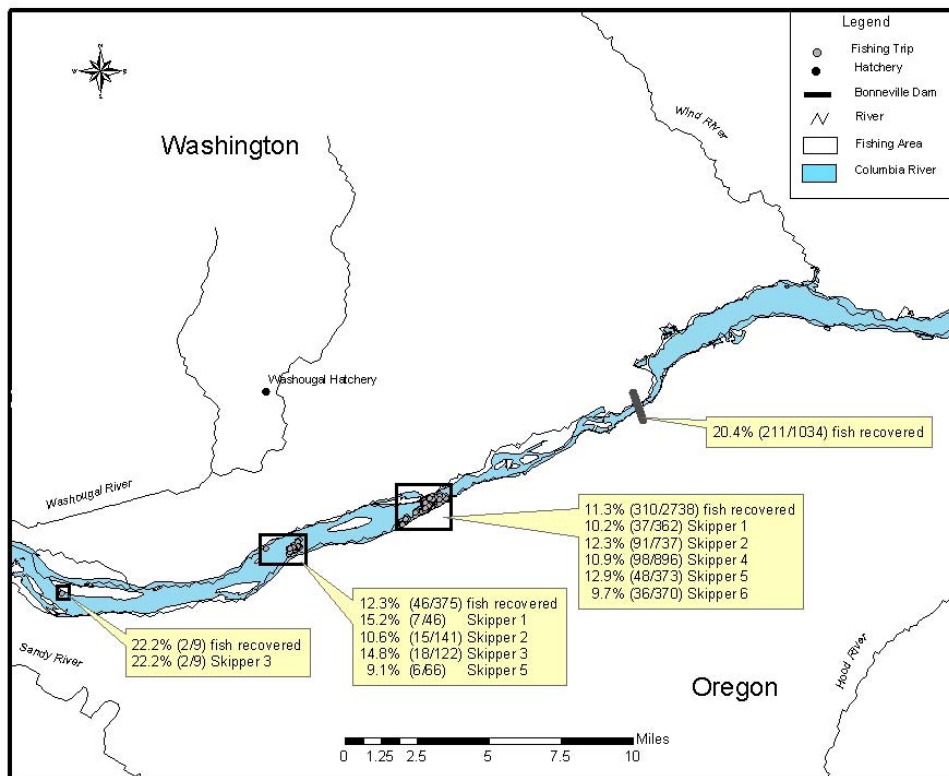 Legend
Fishing Trip
Hatchery
Bonneville Dam
River
Fishing Area
Columbia River
Washington
Wind River
Washougal Hatchery
20.4% (211/1034) fish recovered
Washougal River
11.3% (310/2738) fish recovered
10.2% (37/362) Skipper 1
12.3% (91/737) Skipper 2
10.9% (98/896) Skipper 4
12.9% (48/373) Skipper 5
9.7% (36/370) Skipper 6
12.3% (46/375) fish recovered
15.2% (7/46) Skipper 1
10.6% (15/141) Skipper 2
14.8% (18/122) Skipper 3
9.1% (6/66) Skipper 5
22.2% (2/9) fish recovered
22.2% (2/9) Skipper 3
Sandy River
Oregon
Hood River
Miles
0 1.25 2.5 5 7.5 10